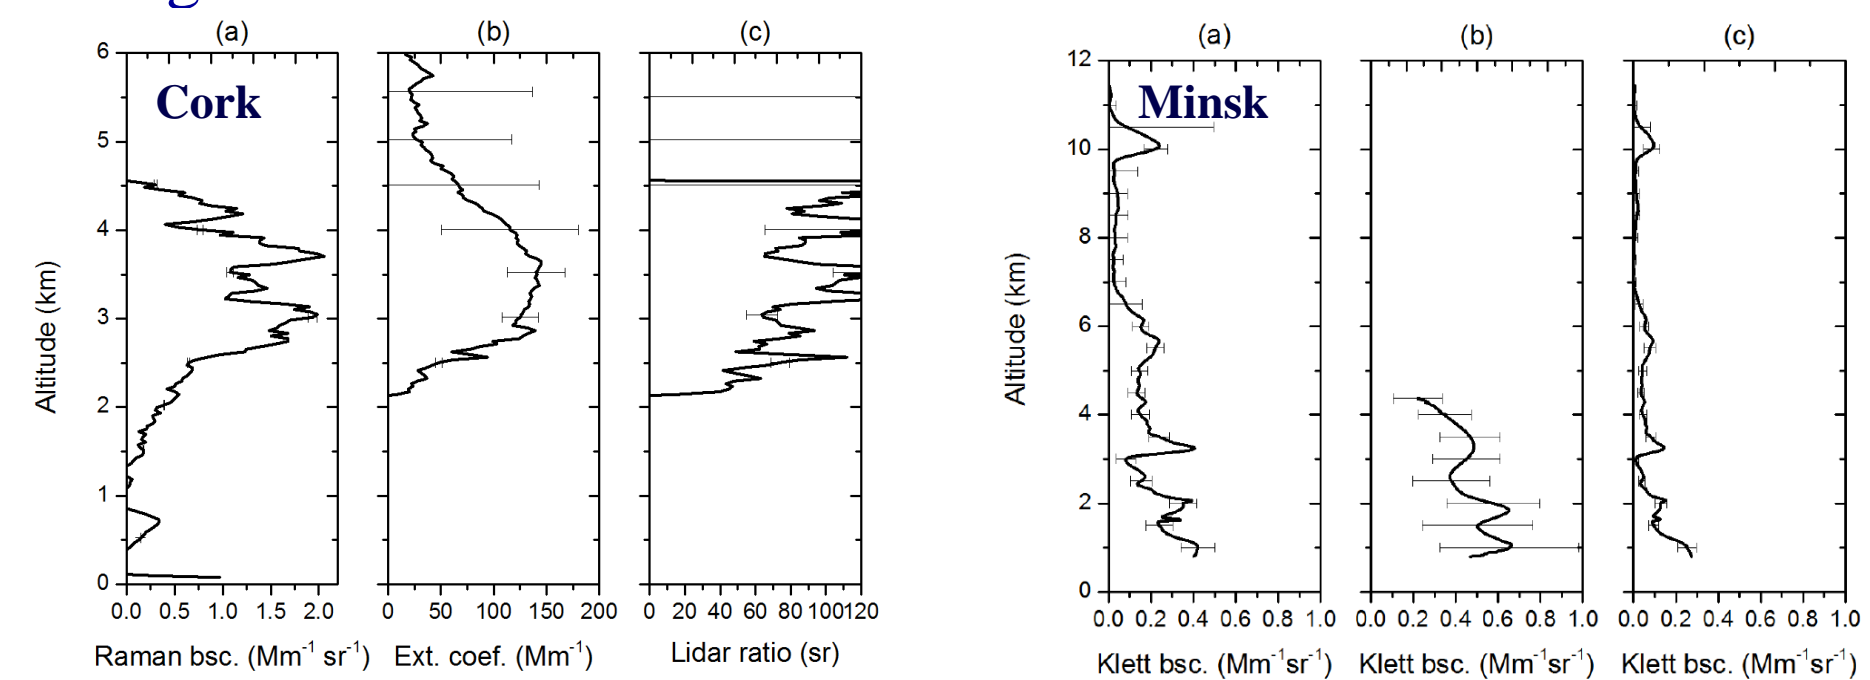 g
(a) (b) (c)
Cork
6
5
4
3
2
1
0
Altitude (km)
0.0 0.5 1.0 1.5 2.0
Raman bsc. (Mm⁻¹ sr⁻¹)
0 50 100 150 200
Ext. coef. (Mm⁻¹)
0 20 40 60 80 100 120
Lidar ratio (sr)
(a) (b) (c)
Minsk
12
10
8
6
4
2
0
Altitude (km)
0.0 0.2 0.4 0.6 0.8 1.0
Klett bsc. (Mm⁻¹sr⁻¹)
0.0 0.2 0.4 0.6 0.8 1.0
Klett bsc. (Mm⁻¹sr⁻¹)
0.0 0.2 0.4 0.6 0.8 1.0
Klett bsc. (Mm⁻¹sr⁻¹)